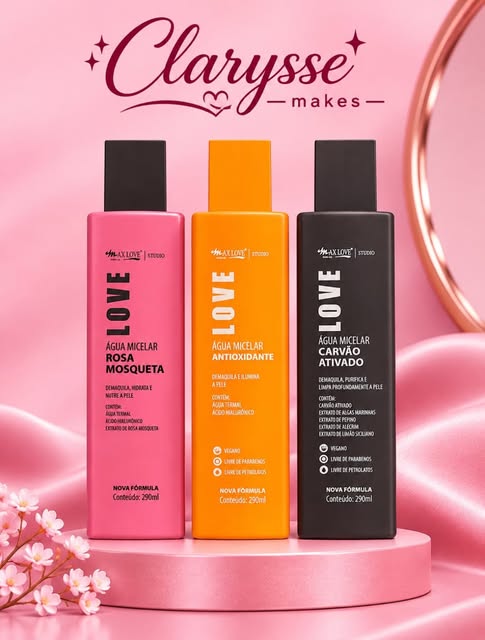 Clarysse
makes
MAX LOVE | STUDIO
LOVE
ÁGUA MICELAR
ROSA
MOSQUETA
DEMAQUILA, HIDRATA E
NUTRE A PELE
CONTÉM:
ÁGUA TERMAL
ÁCIDO HIALURÔNICO
EXTRATO DE ROSA MOSQUETA
NOVA FÓRMULA
Conteúdo: 290ml
MAX LOVE | STUDIO
LOVE
ÁGUA MICELAR
ANTIOXIDANTE
DEMAQUILA E ILUMINA
A PELE
CONTÉM:
ÁGUA TERMAL
ÁCIDO HIALURÔNICO
VEGANO
LIVRE DE PARABENOS
LIVRE DE PETROLATOS
NOVA FÓRMULA
Conteúdo: 290ml
MAX LOVE | STUDIO
LOVE
ÁGUA MICELAR
CARVÃO
ATIVADO
DEMAQUILA, PURIFICA E
LIMPA PROFUNDAMENTE A PELE
CONTÉM:
CARVÃO ATIVADO
EXTRATO DE ALGAS MARINHAS
EXTRATO DE PEPINO
EXTRATO DE ALECRIM
EXTRATO DE LIMÃO SICILIANO
VEGANO
LIVRE DE PARABENOS
LIVRE DE PETROLATOS
NOVA FÓRMULA
Conteúdo: 290ml